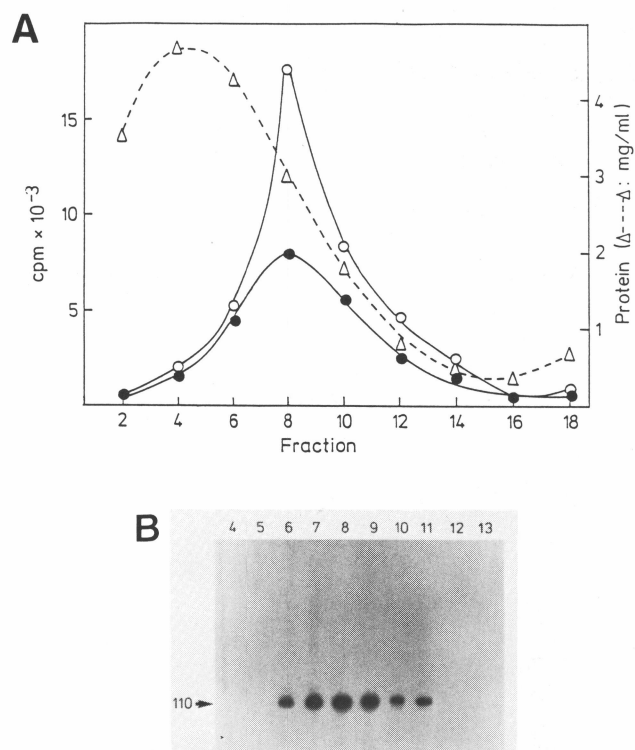 A
15
10
5
cpm × 10⁻³
4
3
2
1
Protein (Δ----Δ: mg/ml)
2 4 6 8 10 12 14 16 18
Fraction
B
4 5 6 7 8 9 10 11 12 13
110